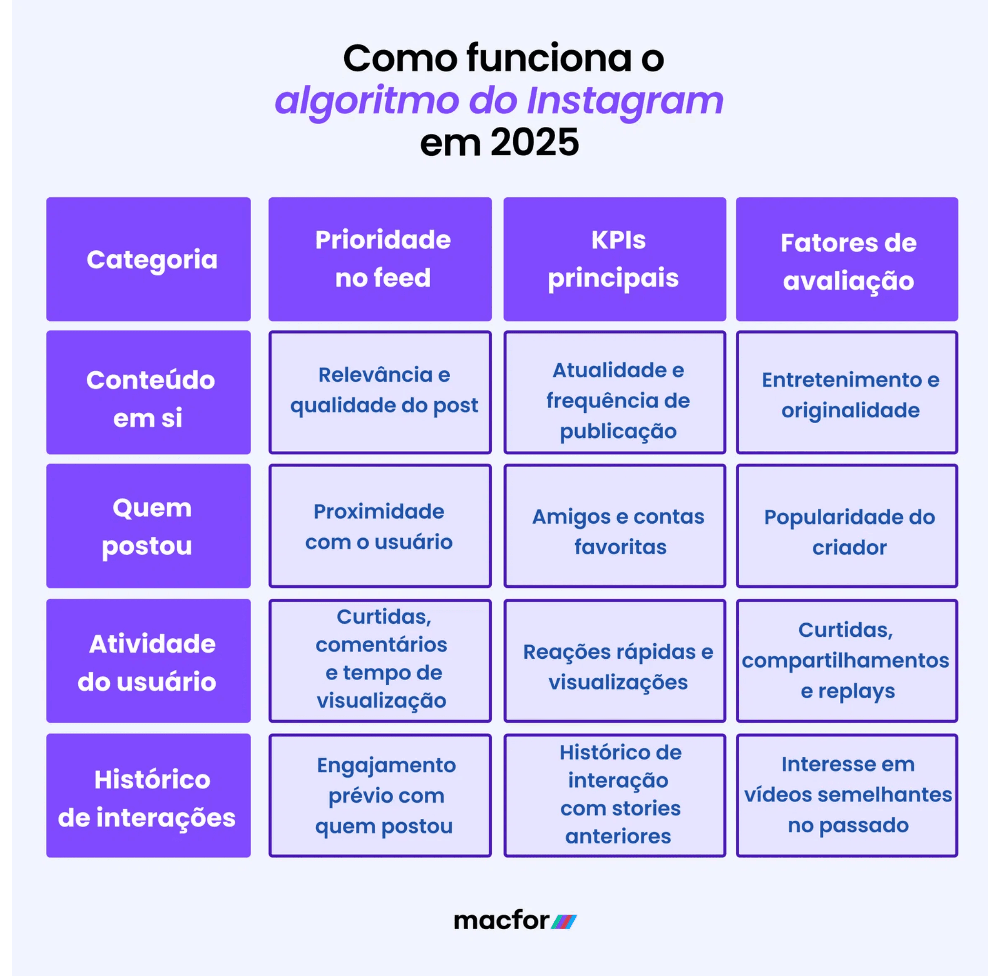 Como funciona o
algoritmo do Instagram
em 2025
Categoria
Prioridade
no feed
KPIs
principais
Fatores de
avaliação
Conteúdo
em si
Relevância e
qualidade do post
Atualidade e
frequência de
publicação
Entretenimento e
originalidade
Quem
postou
Proximidade
com o usuário
Amigos e contas
favoritas
Popularidade do
criador
Atividade
do usuário
Curtidas,
comentários
e tempo de
visualização
Reações rápidas e
visualizações
Curtidas,
compartilhamentos
e replays
Histórico
de interações
Engajamento
prévio com
quem postou
Histórico de
interação
com stories
anteriores
Interesse em
vídeos semelhantes
no passado
macfor